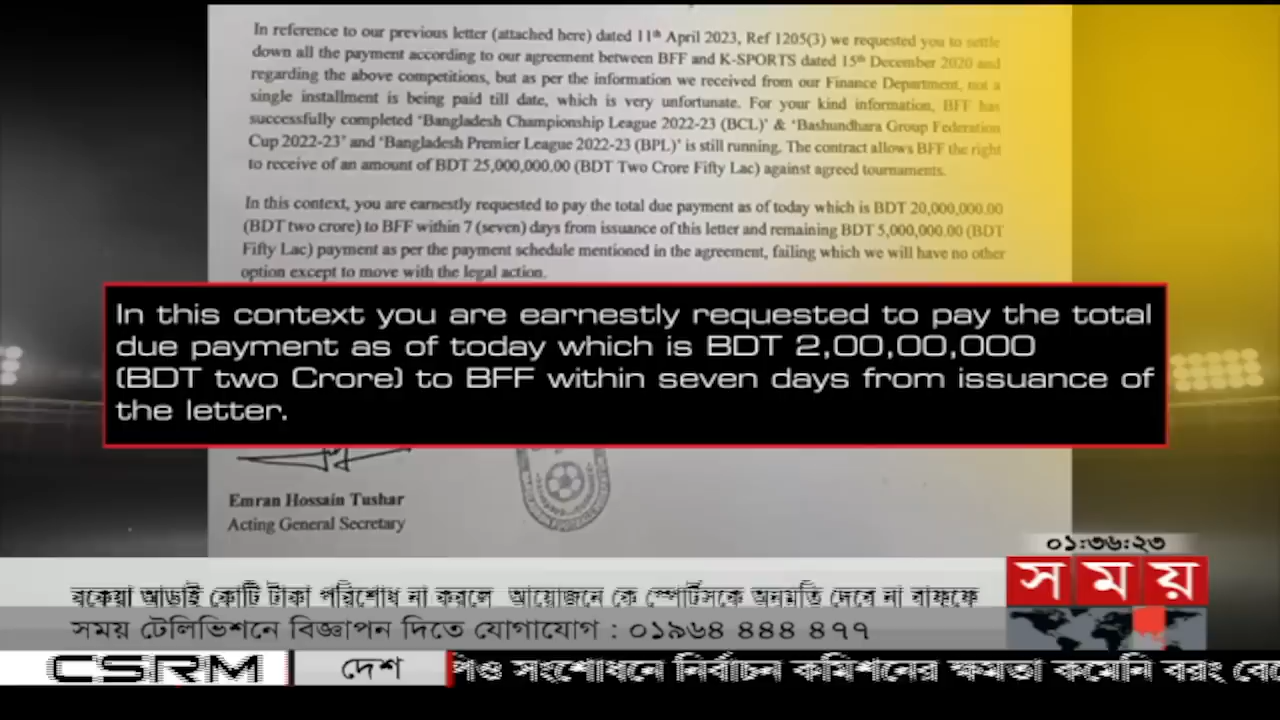 In reference to our previous letter (attached here) dated 11th April 2023, Ref 1205(3) we requested you to settle
down all the payment according to our agreement between BFF and K-SPORTS dated 15th December 2020 and
regarding the above competitions, but as per the information we received from our Finance Department, not a
single installment is being paid till date, which is very unfortunate. For your kind information, BFF has
successfully completed 'Bangladesh Championship League 2022-23 (BCL)' & 'Bashundhara Group Federation
Cup 2022-23' and 'Bangladesh Premier League 2022-23 (BPL)' is still running. The contract allows BFF the right
to receive of an amount of BDT 25,000,000.00 (BDT Two Crore Fifty Lac) against agreed tournaments.
In this context, you are earnestly requested to pay the total due payment as of today which is BDT 20,000,000.00
(BDT two crore) to BFF within 7 (seven) days from issuance of this letter and remaining BDT 5,000,000.00 (BDT
Fifty Lac) payment as per the payment schedule mentioned in the agreement, failing which we will have no other
option except to move with the legal action.
In this context you are earnestly requested to pay the total
due payment as of today which is BDT 2,00,00,000
(BDT two Crore) to BFF within seven days from issuance of
the letter.
Emran Hossain Tushar
Acting General Secretary
০১:৩৬:২৩
সময়
বকেয়া আড়াই কোটি টাকা পরিশোধ না করলে আয়োজনে কে স্পোর্টসকে অনুমতি দেবে না বাফুফে
সময় টেলিভিশনে বিজ্ঞাপন দিতে যোগাযোগ : ০১৯৬৪ ৪৪৪ ৪৭৭
CSRM
দেশ
পিও সংশোধনে নির্বাচন কমিশনের ক্ষমতা কমেনি বরং বে